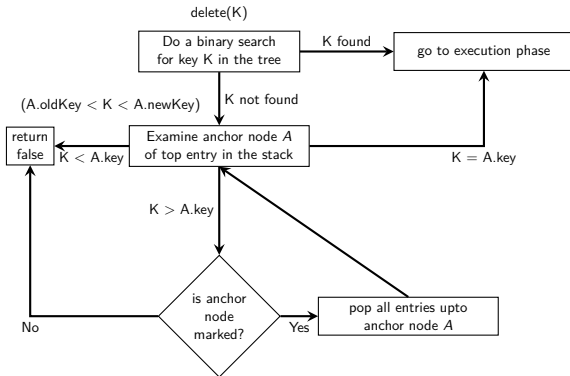 delete(K)
Do a binary search
for key K in the tree
K found
go to execution phase
K not found
(A.oldKey < K < A.newKey)
return
false
K < A.key
Examine anchor node A
of top entry in the stack
K = A.key
K > A.key
is anchor
node
marked?
No
Yes
pop all entries upto
anchor node A